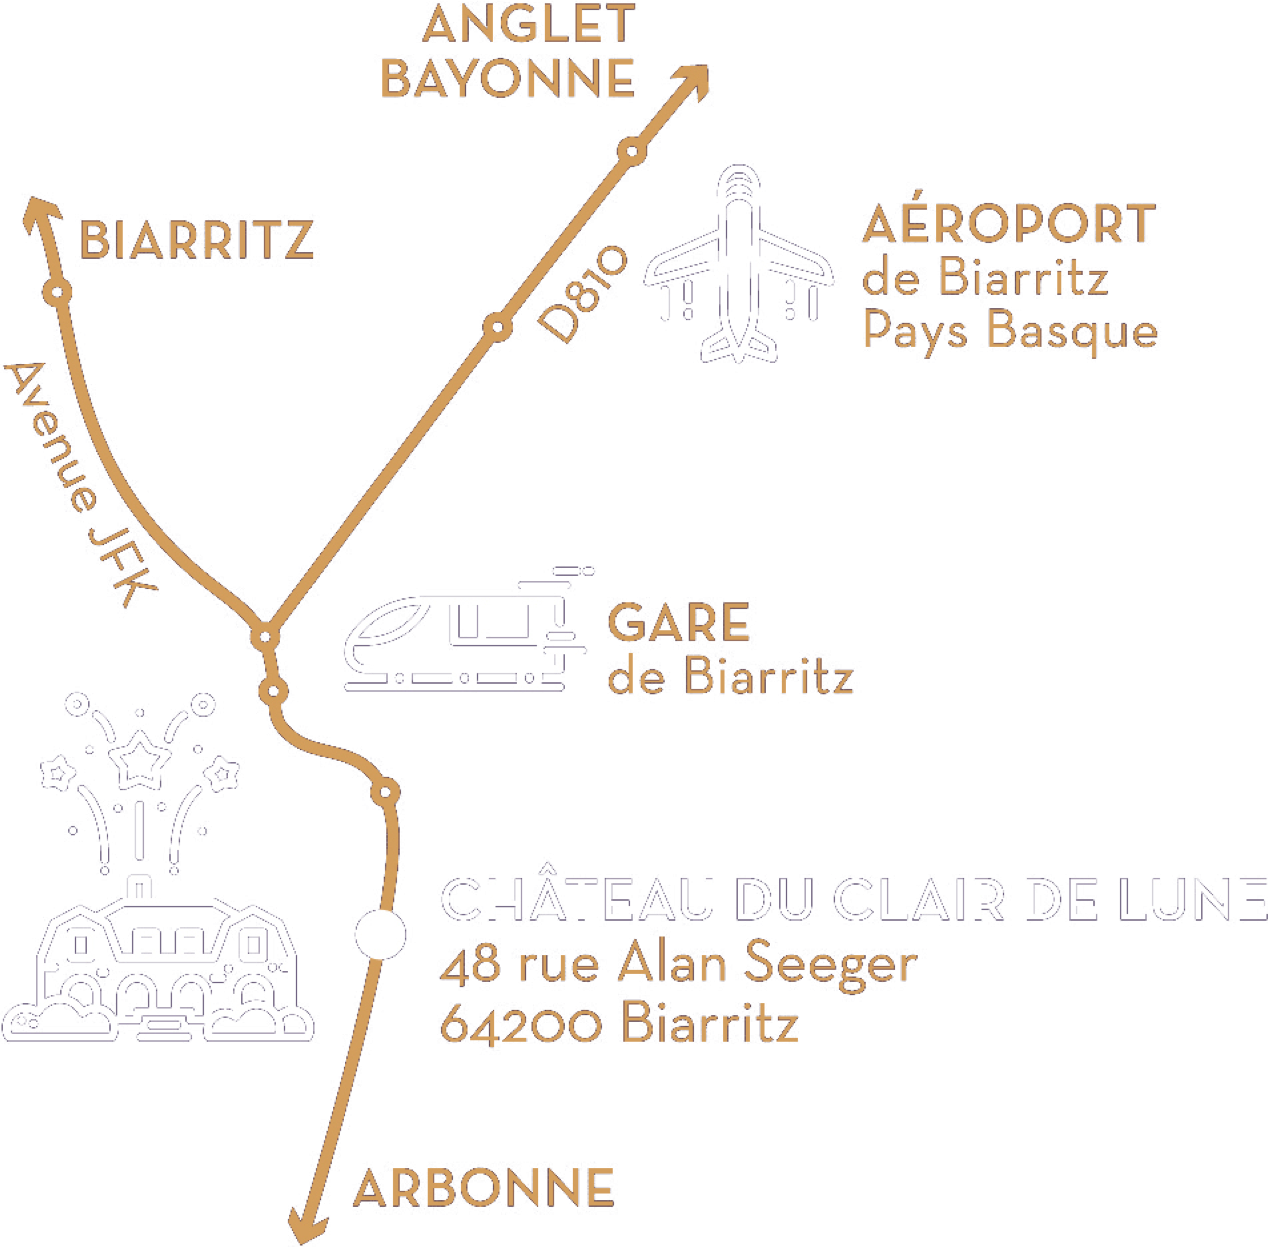 ANGLET
BAYONNE
BIARRITZ
D810
AÉROPORT
de Biarritz
Pays Basque
Avenue JFK
GARE
de Biarritz
CHÂTEAU DU CLAIR DE LUNE
48 rue Alan Seeger
64200 Biarritz
ARBONNE